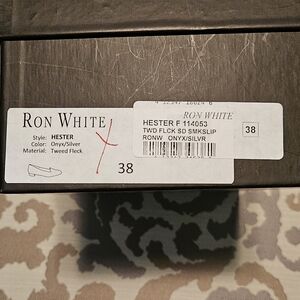 RON WHITE
Style: HESTER
Color: Onyx/Silver
Material: Tweed Fleck
38
RON WHITE
HESTER F 114053
TWD FLCK SD SMKSLIP
RONW ONYX/SILVR
38